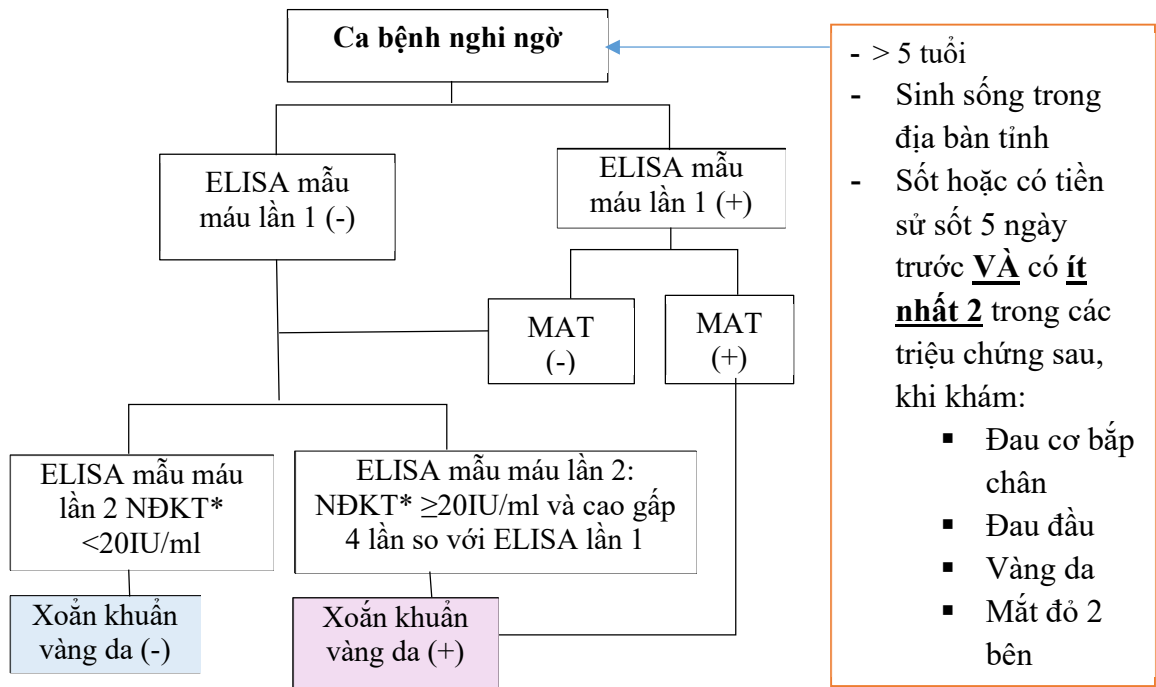 Ca bệnh nghi ngờ
ELISA mẫu
máu lần 1 (-)
ELISA mẫu
máu lần 1 (+)
MAT
(-)
MAT
(+)
ELISA mẫu máu
lần 2 NĐKT*
<20IU/ml
ELISA mẫu máu lần 2:
NĐKT* ≥20IU/ml và cao gấp
4 lần so với ELISA lần 1
Xoắn khuẩn
vàng da (-)
Xoắn khuẩn
vàng da (+)
- > 5 tuổi
- Sinh sống trong
địa bàn tỉnh
- Sốt hoặc có tiền
sử sốt 5 ngày
trước VÀ có ít
nhất 2 trong các
triệu chứng sau,
khi khám:
▪ Đau cơ bắp
chân
▪ Đau đầu
▪ Vàng da
▪ Mắt đỏ 2
bên